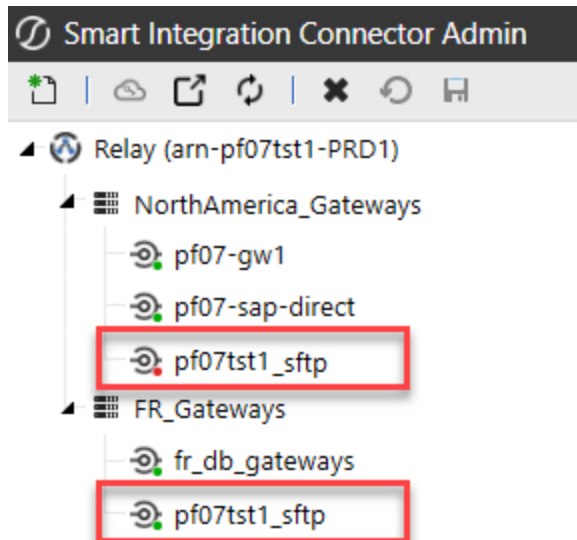 Smart Integration Connector Admin
Relay (arn-pf07tst1-PRD1)
NorthAmerica_Gateways
pf07-gw1
pf07-sap-direct
pf07tst1_sftp
FR_Gateways
fr_db_gateways
pf07tst1_sftp